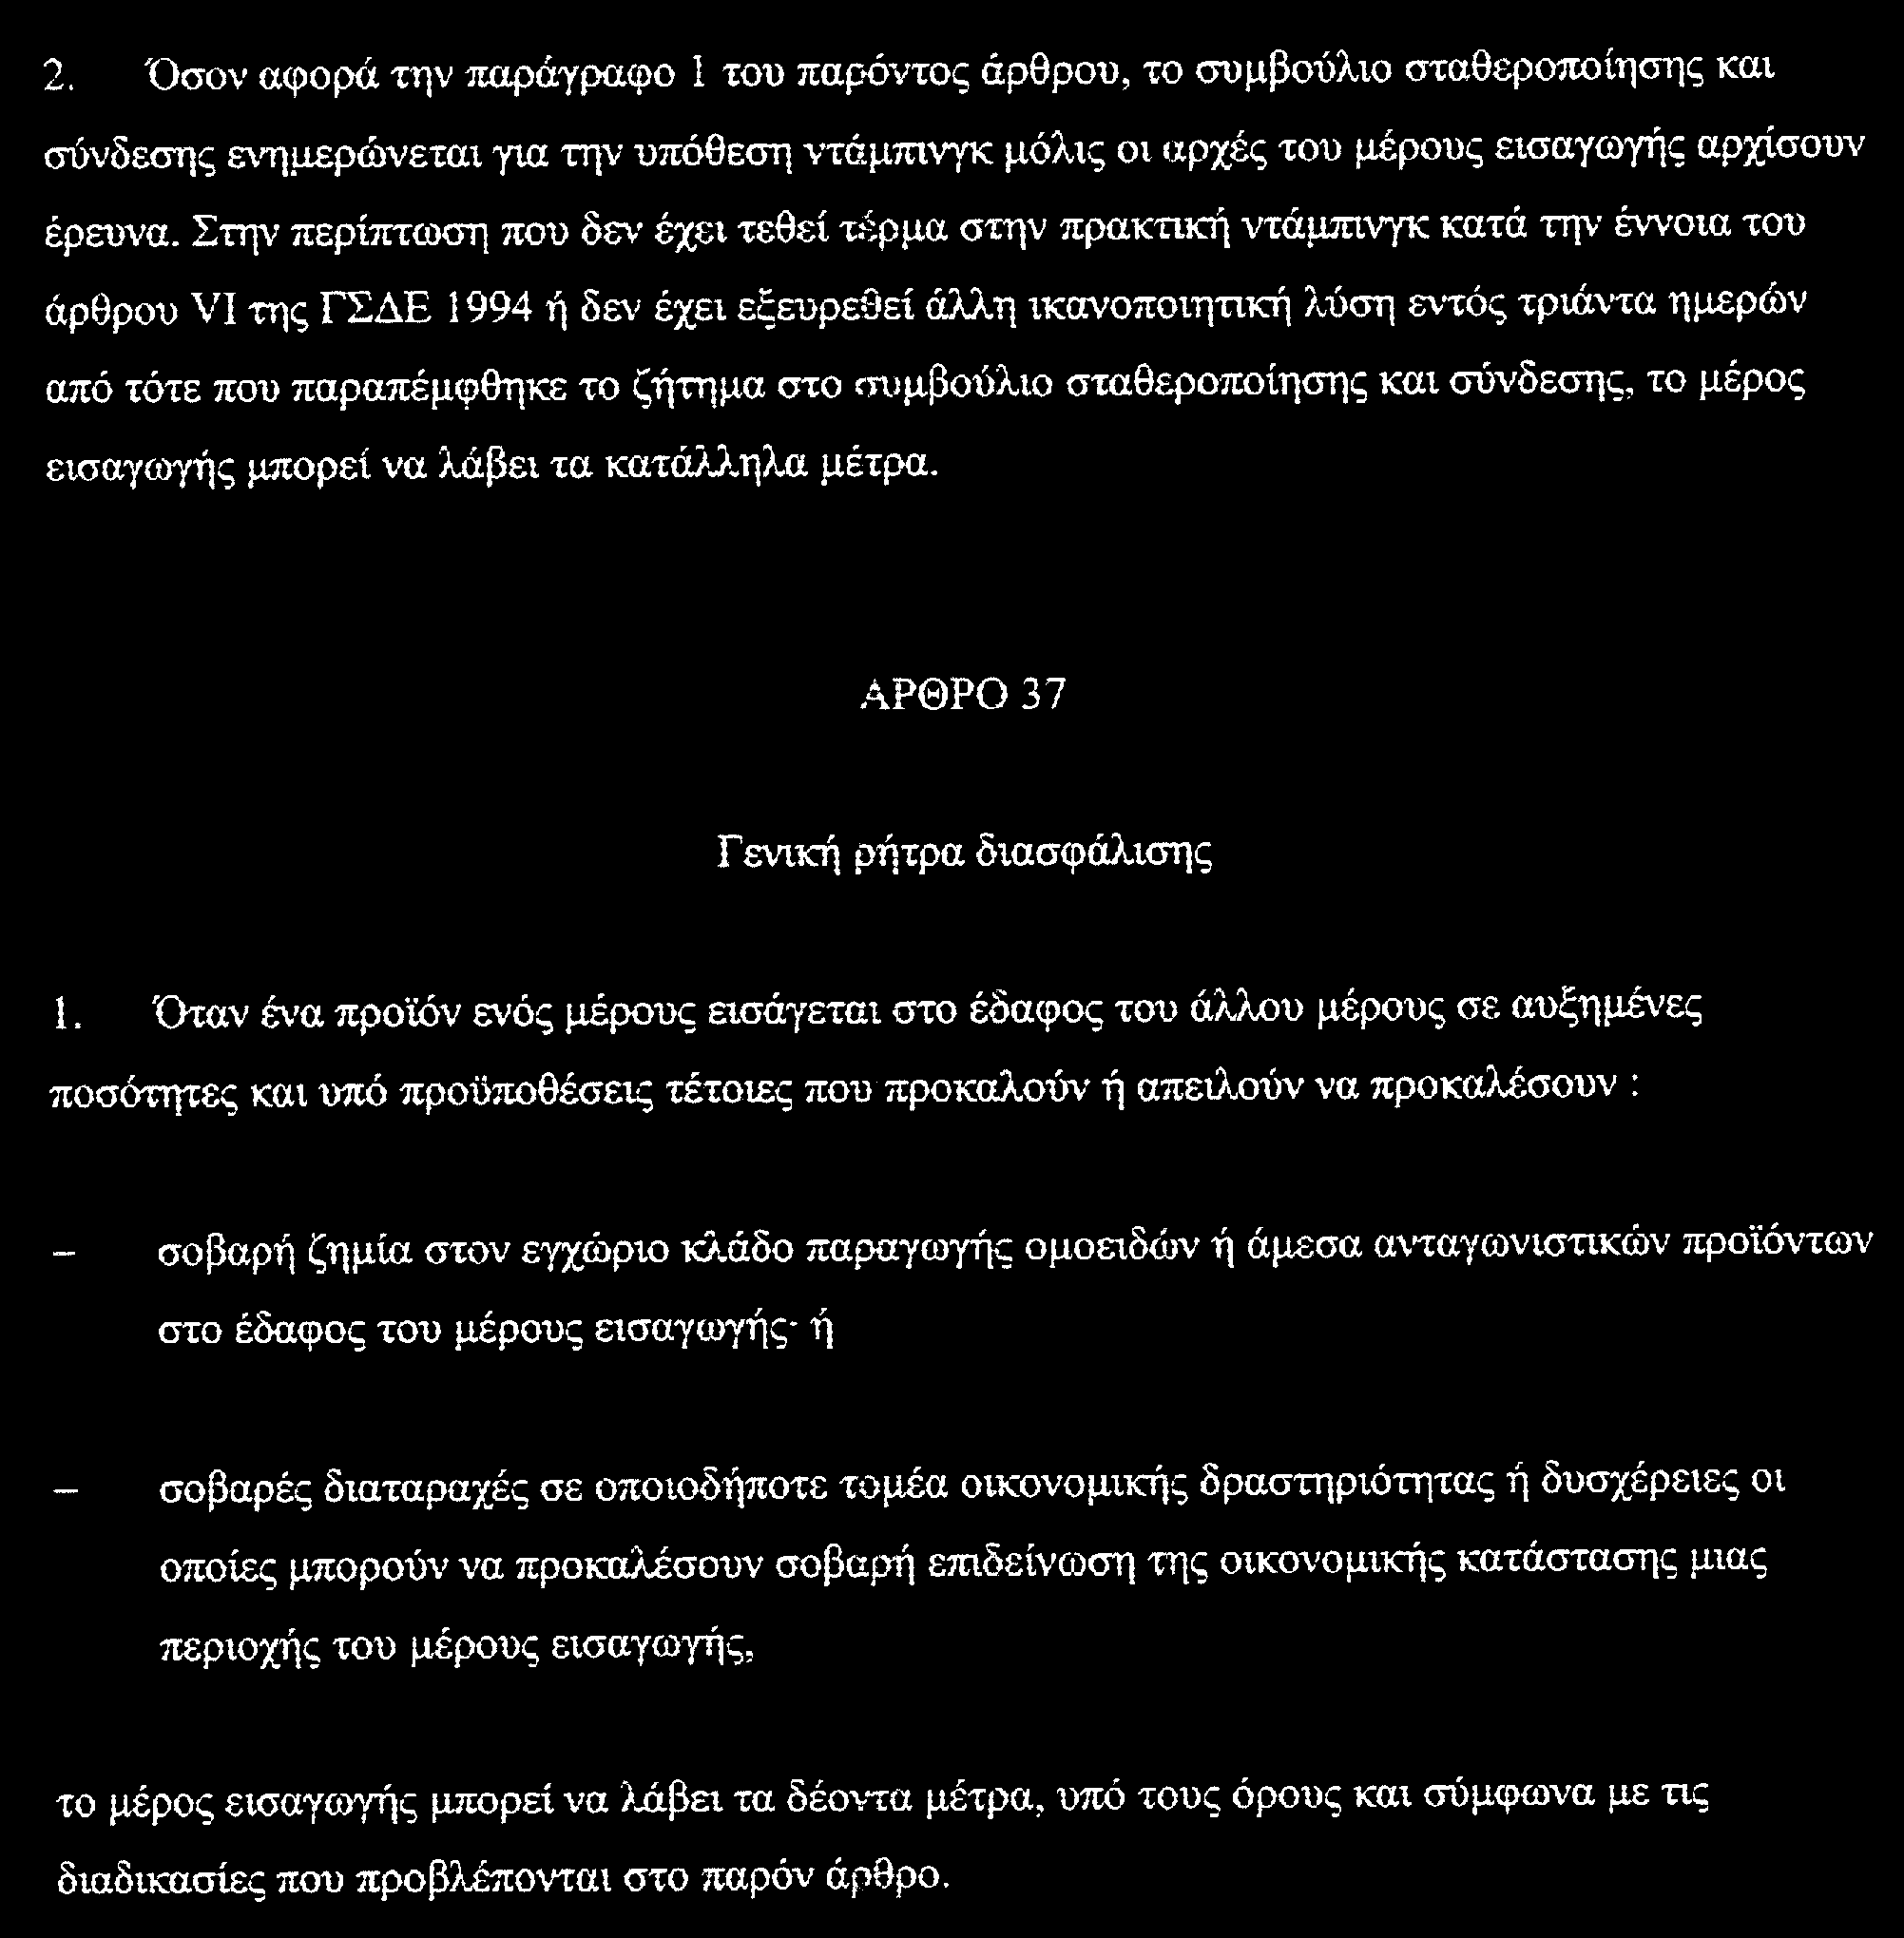 2. Όσον αφορά την παράγραφο 1 του παρόντος άρθρου, το συμβούλιο σταθεροποίησης και
σύνδεσης ενημερώνεται για την υπόθεση ντάμπινγκ μόλις οι αρχές του μέρους εισαγωγής αρχίσουν
έρευνα. Στην περίπτωση που δεν έχει τεθεί τέρμα στην πρακτική ντάμπινγκ κατά την έννοια του
άρθρου VI της ΓΣΔΕ 1994 ή δεν έχει εξευρεθεί άλλη ικανοποιητική λύση εντός τριάντα ημερών
από τότε που παραπέμφθηκε το ζήτημα στο συμβούλιο σταθεροποίησης και σύνδεσης, το μέρος
εισαγωγής μπορεί να λάβει τα κατάλληλα μέτρα.
ΑΡΘΡΟ 37
Γενική ρήτρα διασφάλισης
1. Όταν ένα προϊόν ενός μέρους εισάγεται στο έδαφος του άλλου μέρους σε αυξημένες
ποσότητες και υπό προϋποθέσεις τέτοιες που προκαλούν ή απειλούν να προκαλέσουν :
– σοβαρή ζημία στον εγχώριο κλάδο παραγωγής ομοειδών ή άμεσα ανταγωνιστικών προϊόντων
στο έδαφος του μέρους εισαγωγής· ή
– σοβαρές διαταραχές σε οποιοδήποτε τομέα οικονομικής δραστηριότητας ή δυσχέρειες οι
οποίες μπορούν να προκαλέσουν σοβαρή επιδείνωση της οικονομικής κατάστασης μιας
περιοχής του μέρους εισαγωγής,
το μέρος εισαγωγής μπορεί να λάβει τα δέοντα μέτρα, υπό τους όρους και σύμφωνα με τις
διαδικασίες που προβλέπονται στο παρόν άρθρο.